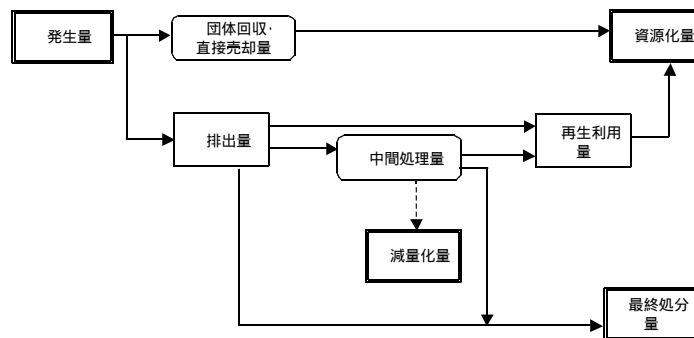 発生量
団体回収･
直接売却量
資源化量
排出量
再生利用
量
中間処理量
減量化量
最終処分
量